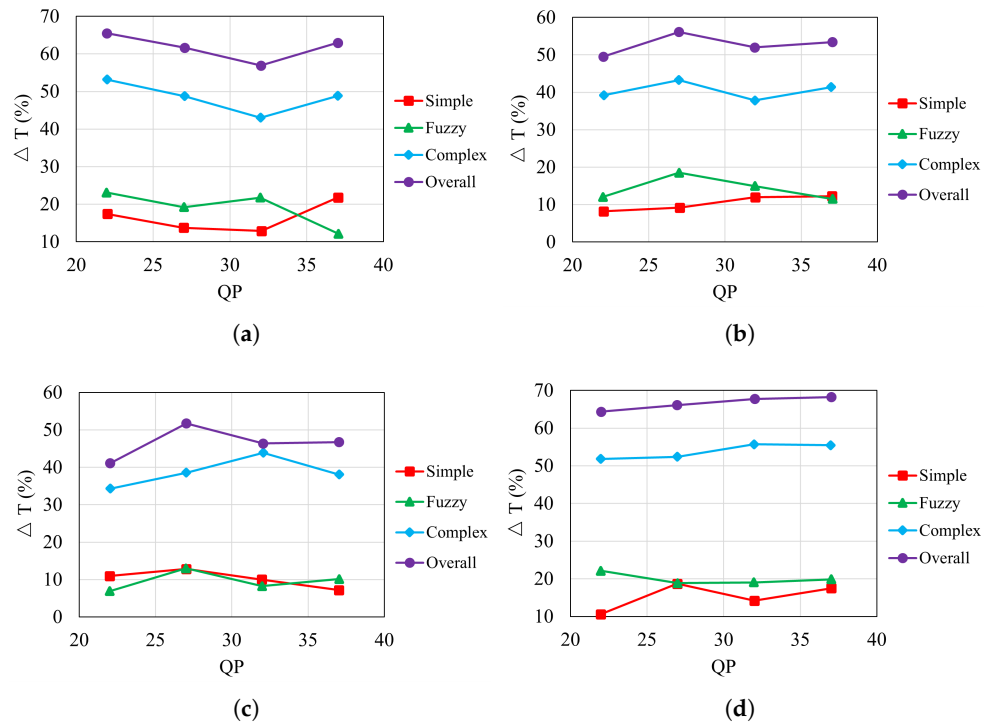 70
60
50
40
30
20
10
△ T (%)
20 25 30 35 40
QP
Simple
Fuzzy
Complex
Overall
(a)
60
50
40
30
20
10
0
△ T (%)
20 25 30 35 40
QP
Simple
Fuzzy
Complex
Overall
(b)
60
50
40
30
20
10
0
△ T (%)
20 25 30 35 40
QP
Simple
Fuzzy
Complex
Overall
(c)
70
60
50
40
30
20
10
△ T (%)
20 25 30 35 40
QP
Simple
Fuzzy
Complex
Overall
(d)